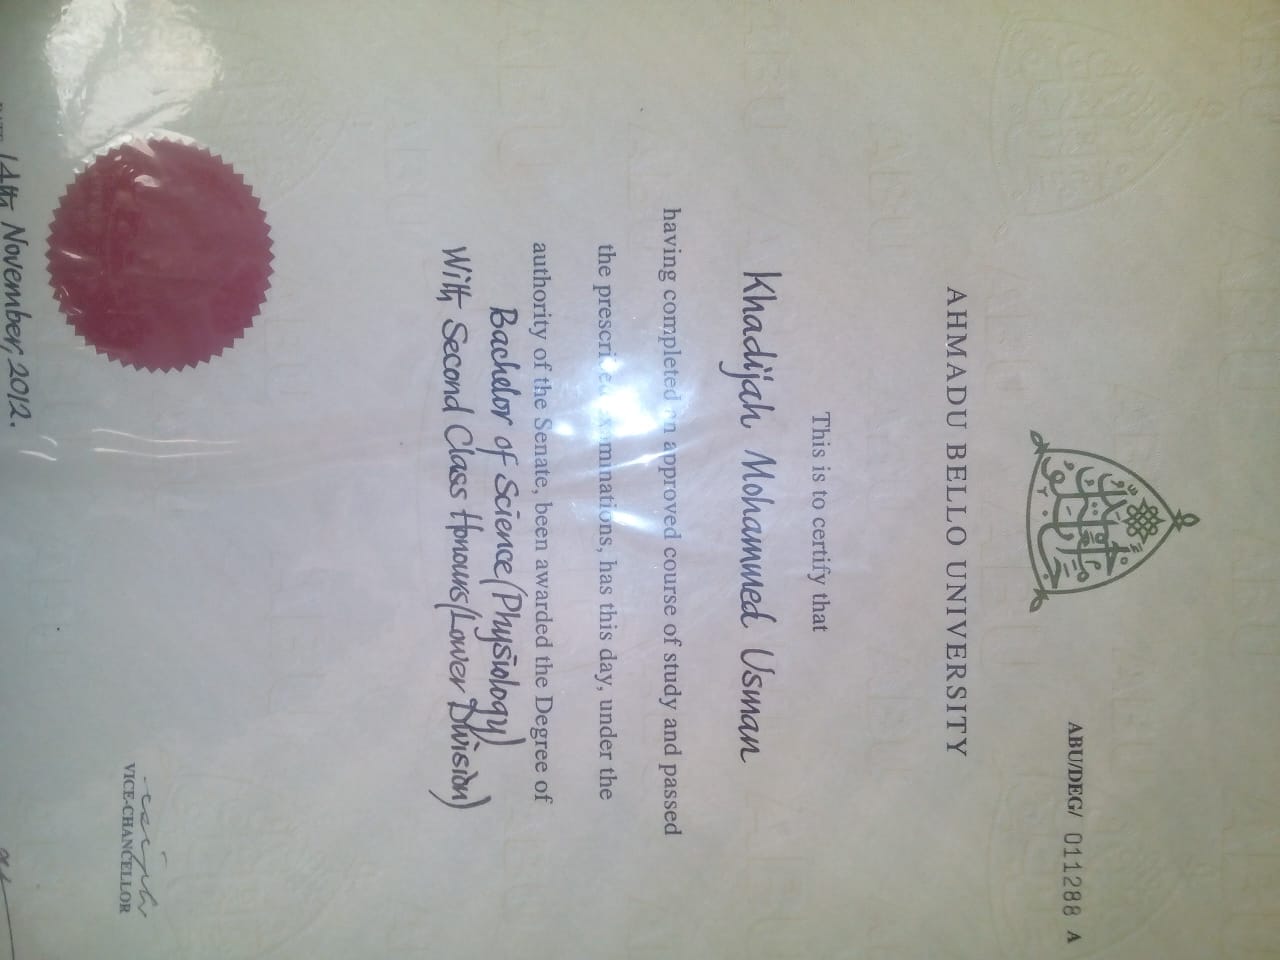 ABU/DEG/ 011288 A
AHMADU BELLO UNIVERSITY
This is to certify that
Khadijah Mohammed Usman
having completed an approved course of study and passed
the prescribed examinations, has this day, under the
authority of the Senate, been awarded the Degree of
Bachelor of Science (Physiology)
With Second Class Honours (Lower Division)
VICE-CHANCELLOR
14th November, 2012.